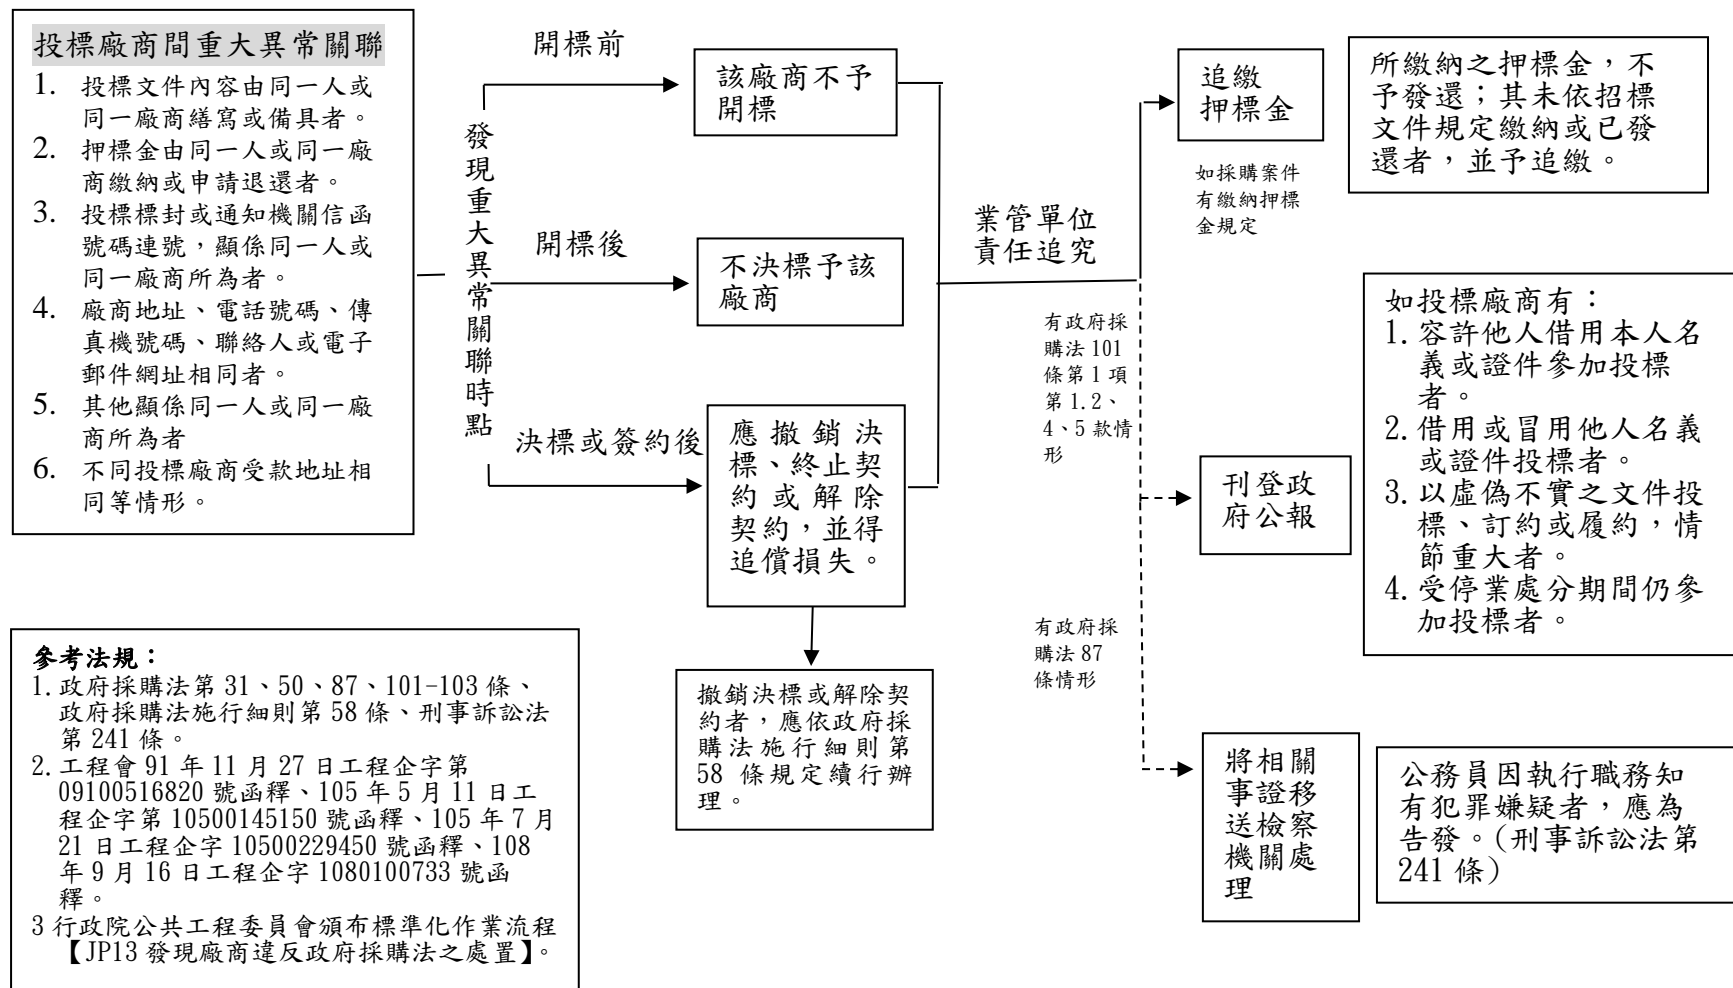 投標廠商間重大異常關聯
1. 投標文件內容由同一人或
同一廠商繕寫或備具者。
2. 押標金由同一人或同一廠
商繳納或申請退還者。
3. 投標標封或通知機關信函
號碼連號，顯係同一人或
同一廠商所為者。
4. 廠商地址、電話號碼、傳
真機號碼、聯絡人或電子
郵件網址相同者。
5. 其他顯係同一人或同一廠
商所為者
6. 不同投標廠商受款地址相
同等情形。
發現重大異常關聯時點
開標前
該廠商不予
開標
開標後
不決標予該
廠商
決標或簽約後
應撤銷決
標、終止契
約或解除
契約，並得
追償損失。
撤銷決標或解除契
約者，應依政府採
購法施行細則第
58 條規定續行辦
理。
業管單位
責任追究
有政府採
購法 101
條第 1 項
第 1.2、
4、5 款情
形
有政府採
購法 87
條情形
追繳
押標金
如採購案件
有繳納押標
金規定
所繳納之押標金，不
予發還；其未依招標
文件規定繳納或已發
還者，並予追繳。
刊登政
府公報
如投標廠商有：
1. 容許他人借用本人名
義或證件參加投標
者。
2. 借用或冒用他人名義
或證件投標者。
3. 以虛偽不實之文件投
標、訂約或履約，情
節重大者。
4. 受停業處分期間仍參
加投標者。
將相關
事證移
送檢察
機關處
理
公務員因執行職務知
有犯罪嫌疑者，應為
告發。(刑事訴訟法第
241 條)
參考法規：
1. 政府採購法第 31、50、87、101-103 條、
政府採購法施行細則第 58 條、刑事訴訟法
第 241 條。
2. 工程會 91 年 11 月 27 日工程企字第
09100516820 號函釋、105 年 5 月 11 日工
程企字第 10500145150 號函釋、105 年 7 月
21 日工程企字 10500229450 號函釋、108
年 9 月 16 日工程企字 1080100733 號函
釋。
3 行政院公共工程委員會頒布標準化作業流程
【JP13 發現廠商違反政府採購法之處置】。